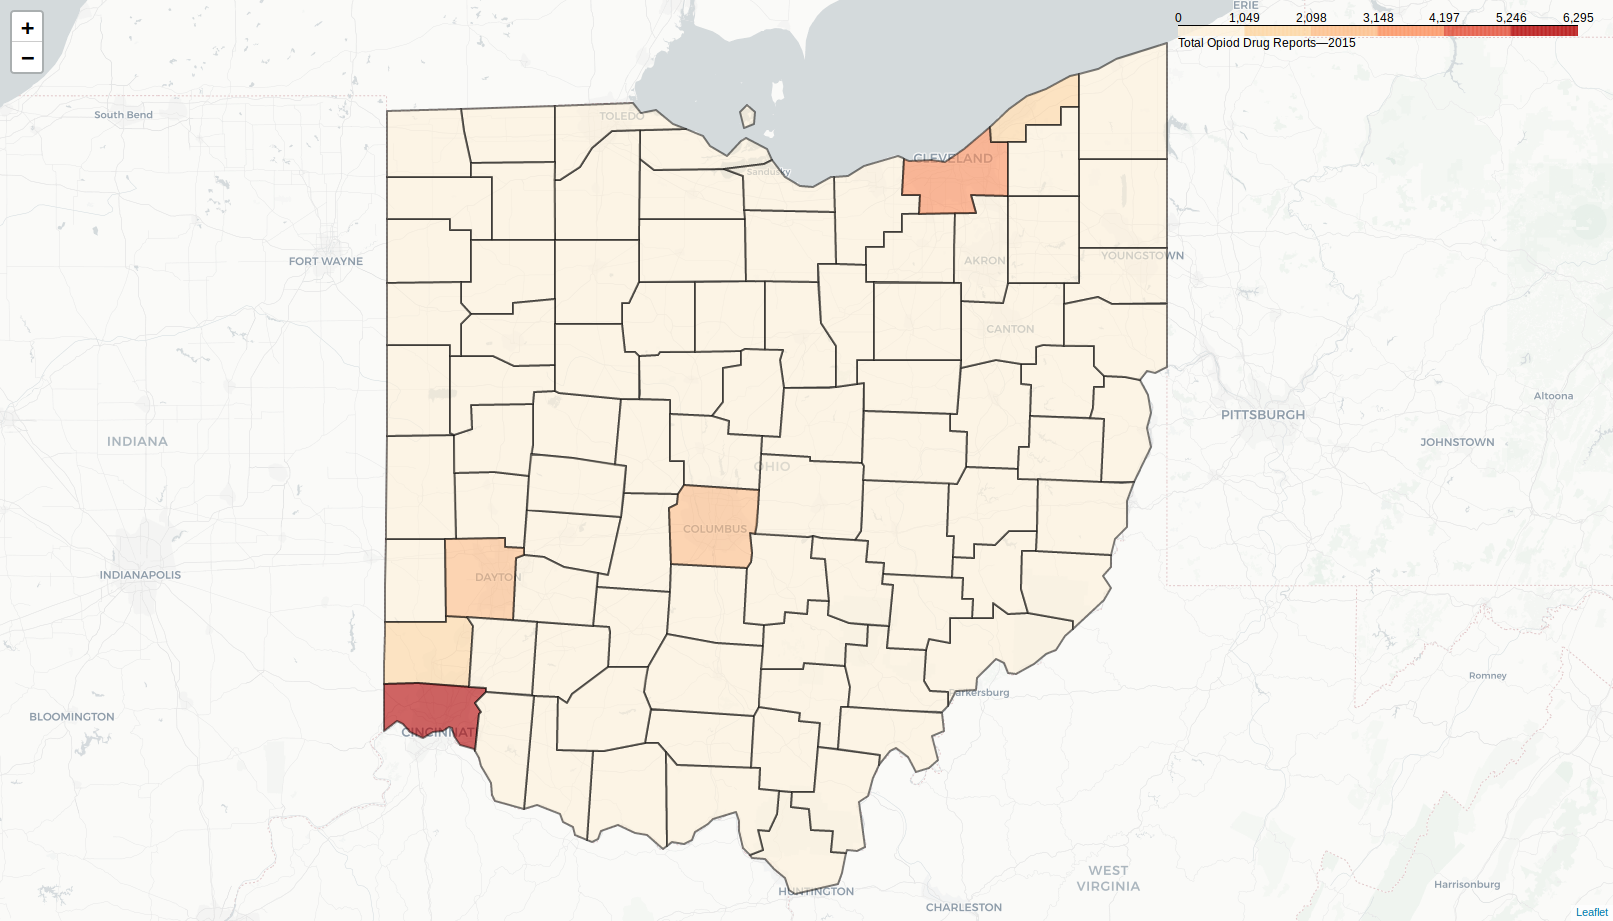 +
−
ERIE
0 1,049 2,098 3,148 4,197 5,246 6,295
Total Opiod Drug Reports—2015
South Bend
TOLEDO
Sandusky
CLEVELAND
FORT WAYNE
AKRON
YOUNGSTOWN
CANTON
Altoona
PITTSBURGH
INDIANA
JOHNSTOWN
OHIO
COLUMBUS
INDIANAPOLIS
DAYTON
Romney
arkersburg
BLOOMINGTON
CINCINNAT
WEST
VIRGINIA
Harrisonburg
HUNTINGTON
CHARLESTON
Leaflet